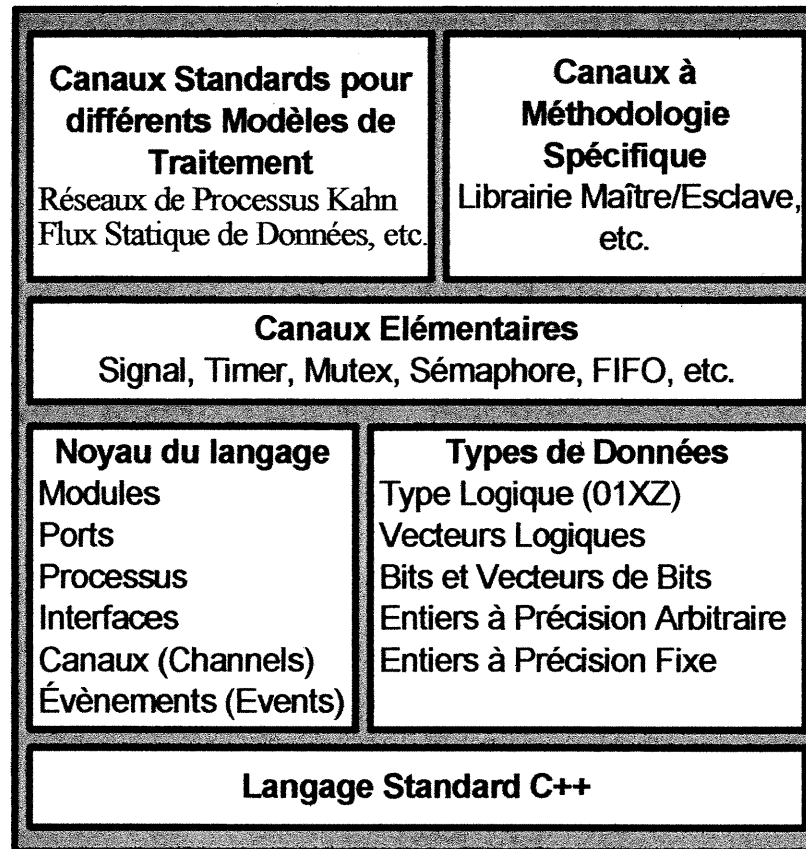 Canaux Standards pour
différents Modèles de
Traitement
Réseaux de Processus Kahn
Flux Statique de Données, etc.
Canaux à
Méthodologie
Spécifique
Librairie Maître/Esclave,
etc.
Canaux Elémentaires
Signal, Timer, Mutex, Sémaphore, FIFO, etc.
Noyau du langage
Modules
Ports
Processus
Interfaces
Canaux (Channels)
Évènements (Events)
Types de Données
Type Logique (01XZ)
Vecteurs Logiques
Bits et Vecteurs de Bits
Entiers à Précision Arbitraire
Entiers à Précision Fixe
Langage Standard C++